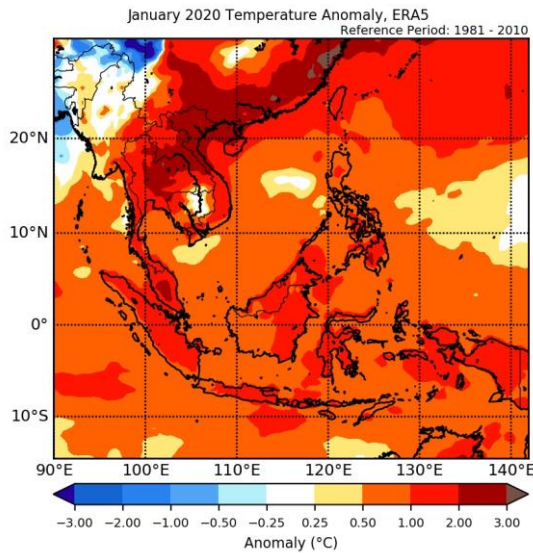 January 2020 Temperature Anomaly, ERA5
Reference Period: 1981 - 2010
20°N
10°N
0°
10°S
90°E 100°E 110°E 120°E 130°E 140°E
−3.00 −2.00 −1.00 −0.50 −0.25 0.25 0.50 1.00 2.00 3.00
Anomaly (°C)